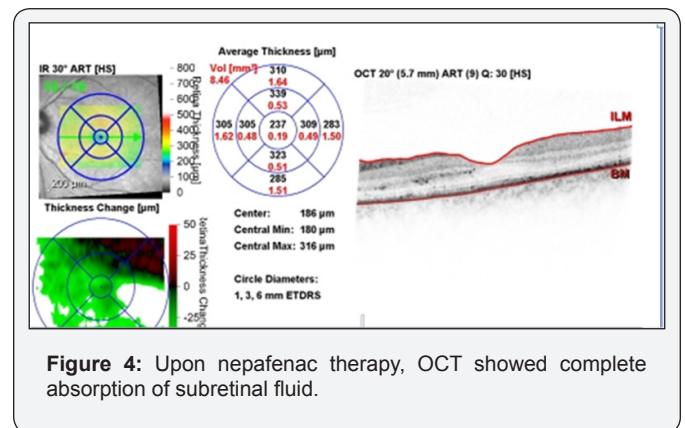 Average Thickness [µm]
IR 30° ART [HS]
800
700
600
500
400
300
200
100
0
Retina Thickness [µm]
200 µm
Vol [mm³]
8.46
310
1.64
339
0.53
305 305 237 309 283
1.62 0.48 0.19 0.49 1.50
323
0.51
285
1.51
OCT 20° (5.7 mm) ART (9) Q: 30 [HS]
ILM
BM
Thickness Change [µm]
50
25
0
-25
Center: 186 µm
Central Min: 180 µm
Central Max: 316 µm
Circle Diameters:
1, 3, 6 mm ETDRS
Figure 4: Upon nepafenac therapy, OCT showed complete
absorption of subretinal fluid.